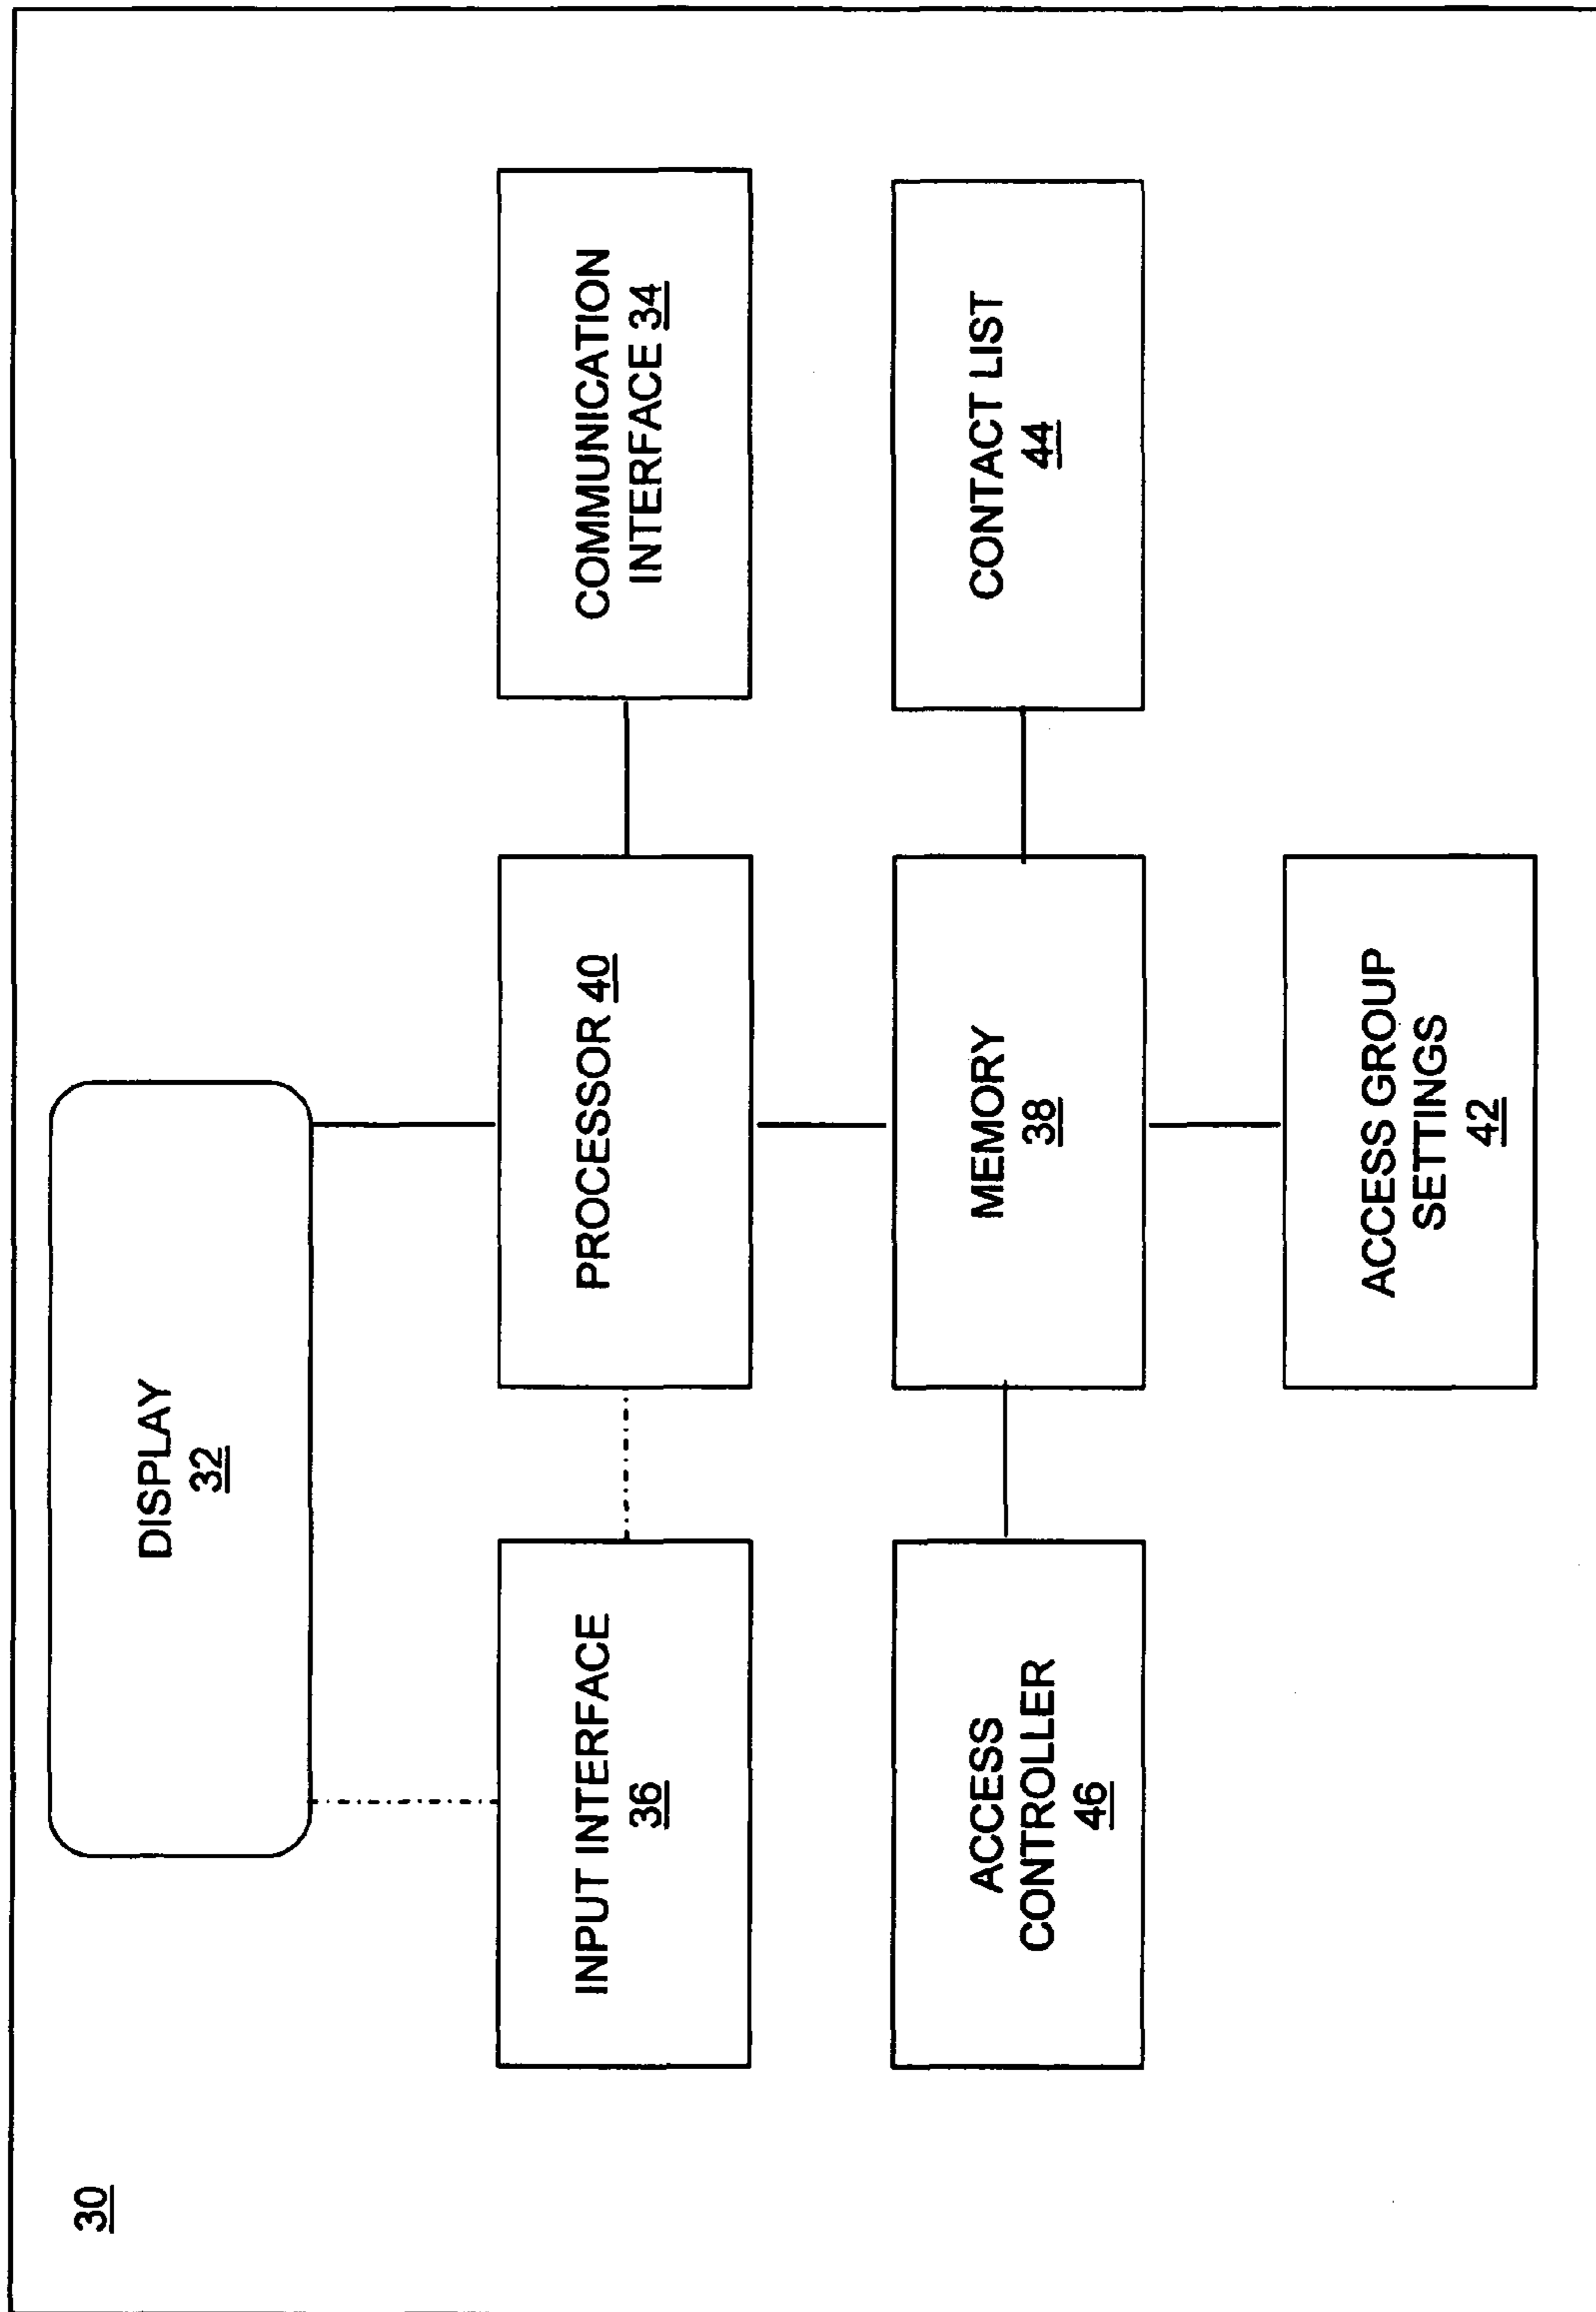 30
DISPLAY
32
INPUT INTERFACE
36
PROCESSOR 40
COMMUNICATION
INTERFACE 34
ACCESS
CONTROLLER
46
MEMORY
38
CONTACT LIST
44
ACCESS GROUP
SETTINGS
42